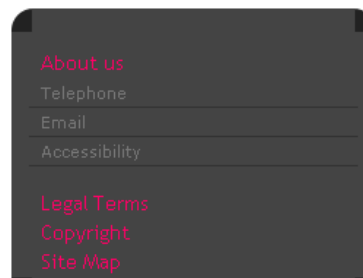 About us
Telephone
Email
Accessibility
Legal Terms
Copyright
Site Map